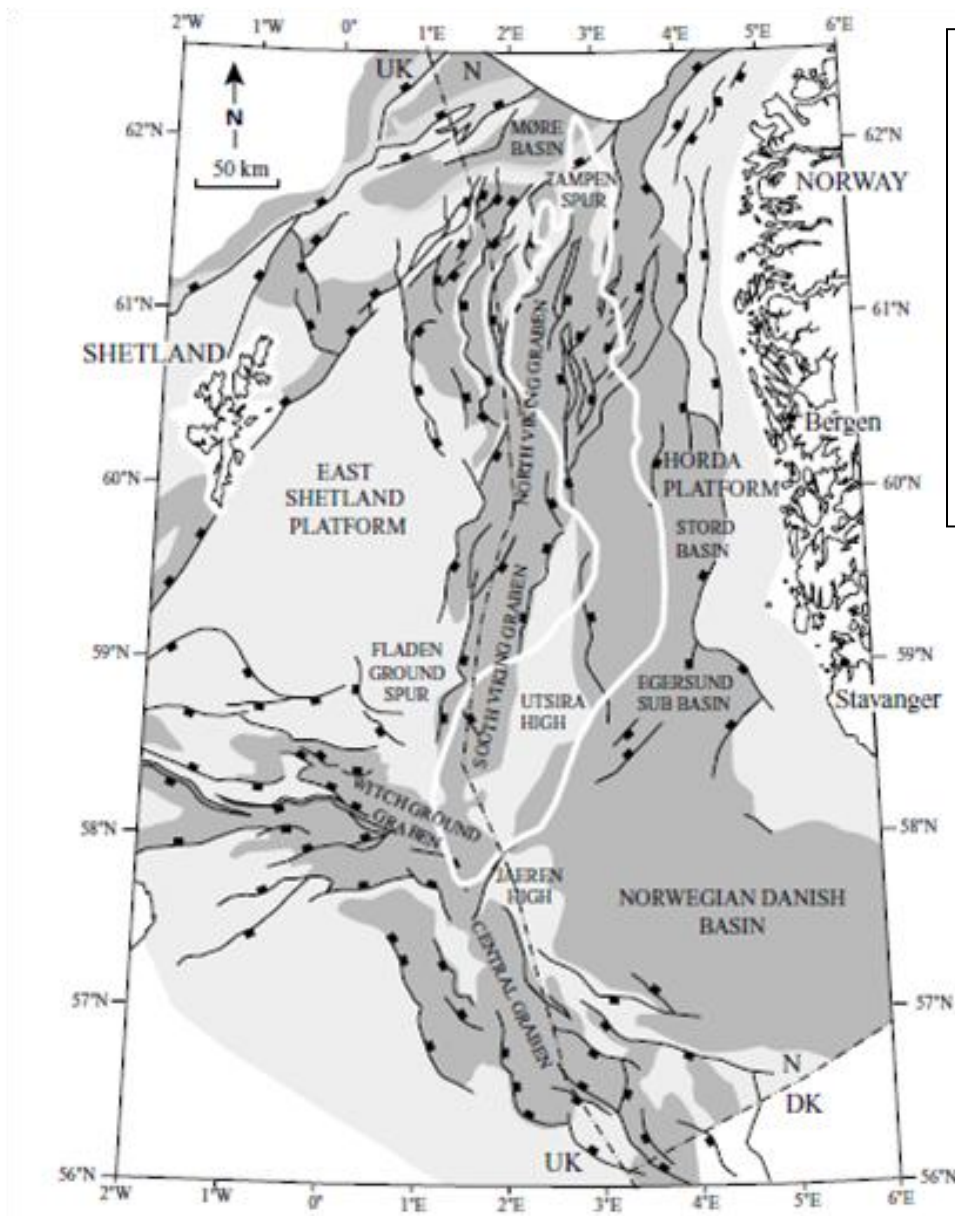 2°W
1°W
0°
1°E
2°E
3°E
4°E
5°E
6°E
UK
N
N
50 km
62°N
MØRE
BASIN
62°N
TAMPEN
SPUR
NORWAY
61°N
61°N
SHETLAND
NORTH VIKING GRABEN
Bergen
60°N
EAST
SHETLAND
PLATFORM
HORDA
PLATFORM
60°N
STORD
BASIN
59°N
FLADEN
GROUND
SPUR
SOUTH VIKING GRABEN
UTSIRA
HIGH
EGERSUND
SUB BASIN
59°N
Stavanger
58°N
WITCH GROUND
GRABEN
58°N
JAEREN
HIGH
NORWEGIAN DANISH
BASIN
CENTRAL GRABEN
57°N
57°N
N
DK
UK
56°N
56°N
2°W
1°W
0°
1°E
2°E
3°E
4°E
5°E
6°E